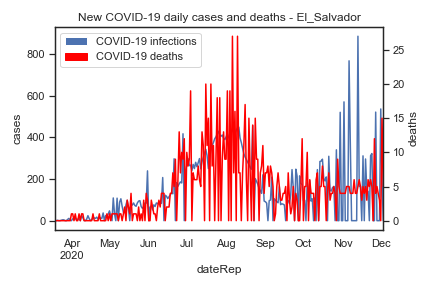 New COVID-19 daily cases and deaths - El_Salvador
COVID-19 infections
COVID-19 deaths
800
600
400
200
0
cases
25
20
15
10
5
0
deaths
Apr May Jun Jul Aug Sep Oct Nov Dec
2020
dateRep